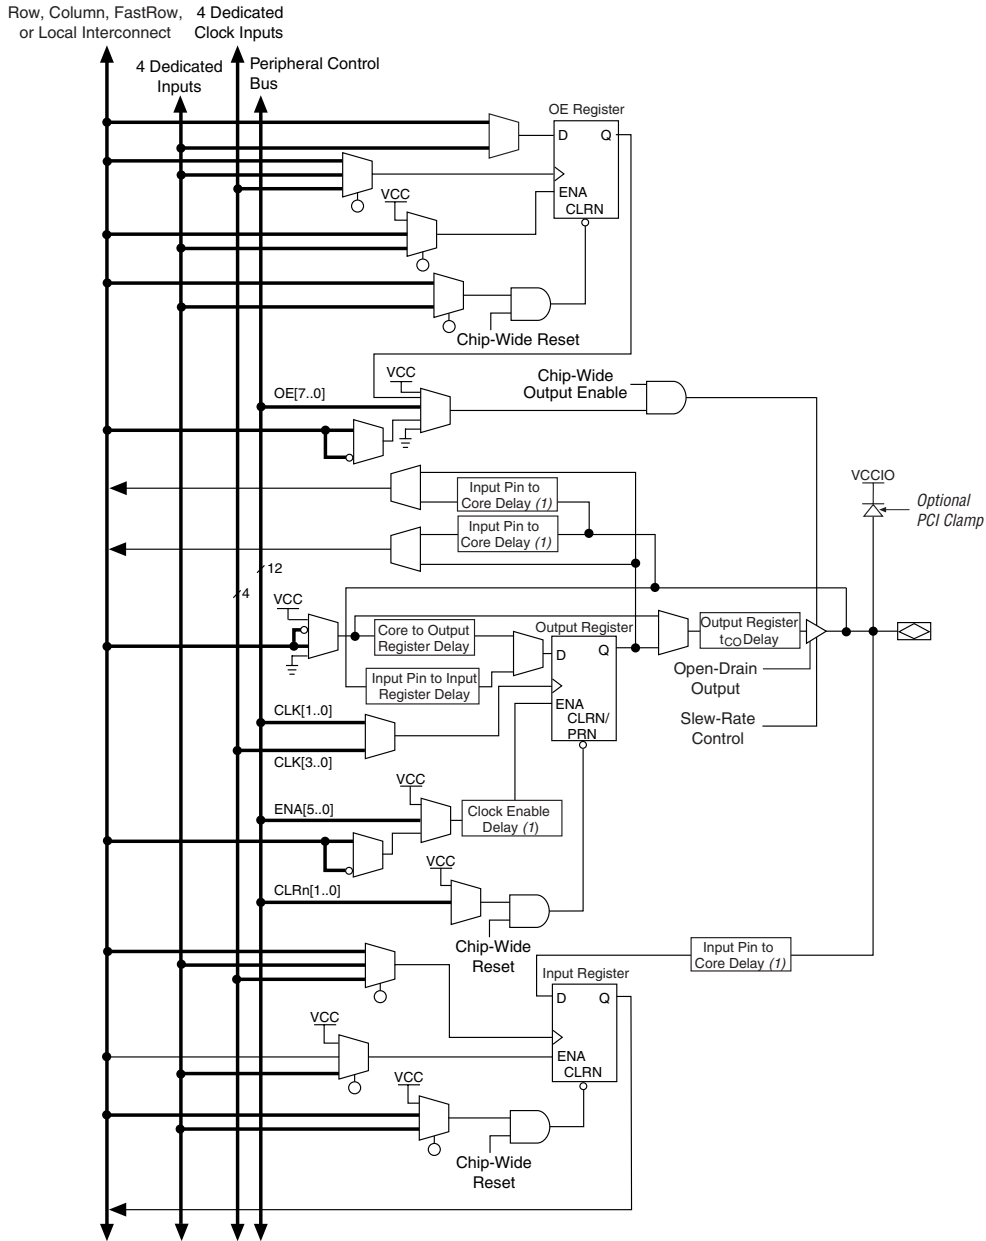 Row, Column, FastRow,
or Local Interconnect
4 Dedicated
Clock Inputs
4 Dedicated
Inputs
Peripheral Control
Bus
OE Register
D
Q
ENA
CLRN
VCC
Chip-Wide Reset
VCC
Chip-Wide
Output Enable
OE[7..0]
VCCIO
Optional
PCI Clamp
Input Pin to
Core Delay (1)
Input Pin to
Core Delay (1)
12
4
VCC
Core to Output
Register Delay
Input Pin to Input
Register Delay
Output Register
D
Q
ENA
CLRN/
PRN
Output Register
tCO Delay
Open-Drain
Output
Slew-Rate
Control
CLK[1..0]
CLK[3..0]
VCC
ENA[5..0]
Clock Enable
Delay (1)
VCC
CLRn[1..0]
Chip-Wide
Reset
Input Pin to
Core Delay (1)
Input Register
D
Q
ENA
CLRN
VCC
VCC
Chip-Wide
Reset